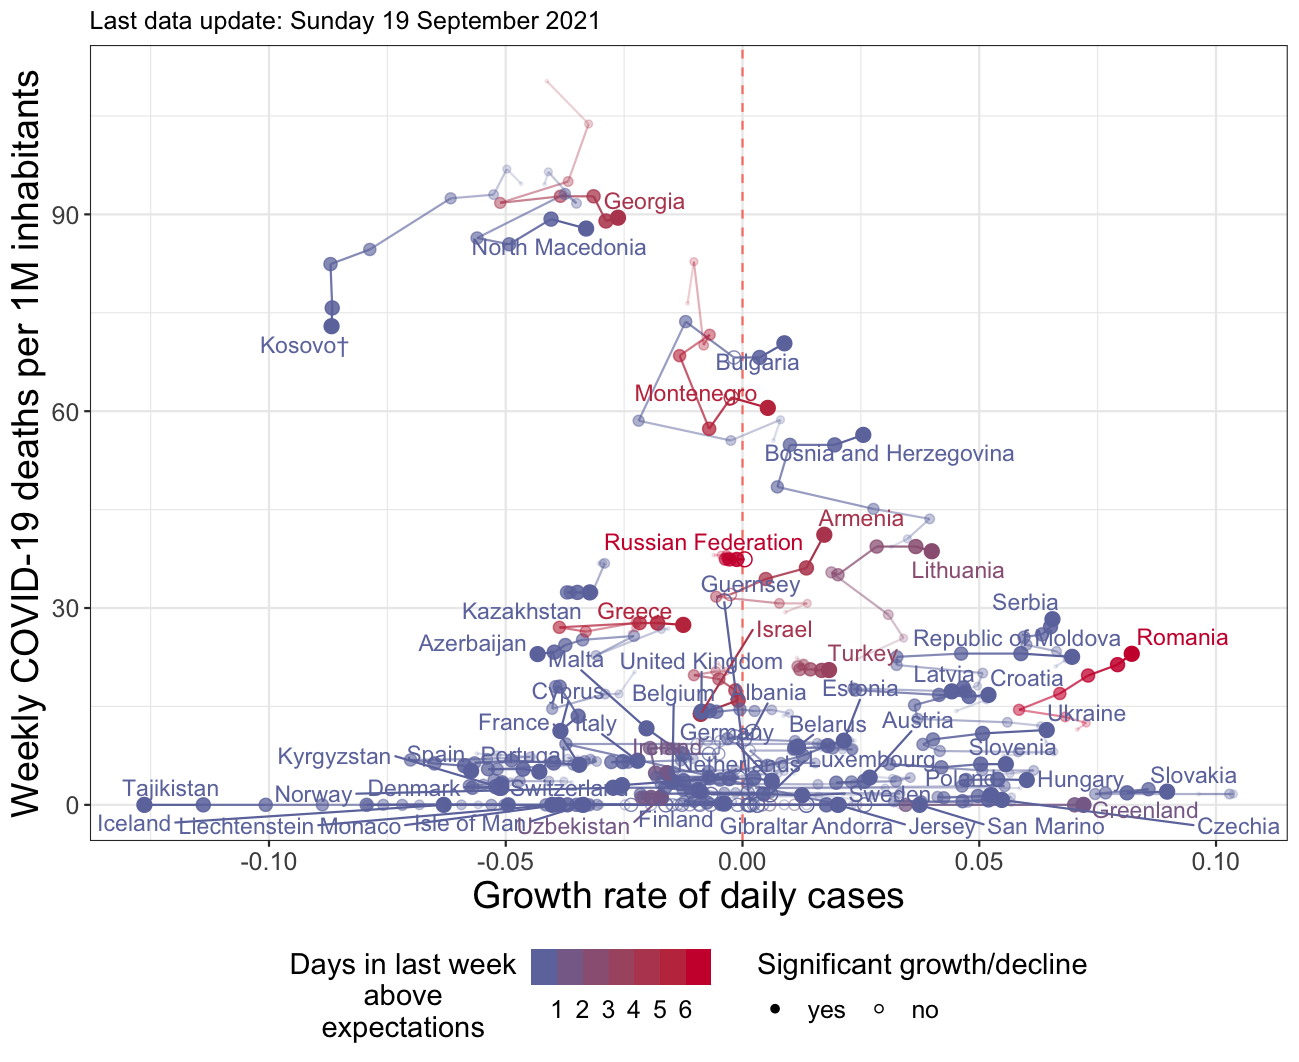 Last data update: Sunday 19 September 2021
Weekly COVID-19 deaths per 1M inhabitants
90
60
30
0
Georgia
North Macedonia
Kosovo†
Bulgaria
Montenegro
Bosnia and Herzegovina
Armenia
Russian Federation
Lithuania
Guernsey
Kazakhstan
Greece
Serbia
Israel
Azerbaijan
Republic of Moldova
Romania
Malta
United Kingdom
Turkey
Cyprus
Belgium
Albania
Estonia
Latvia
Croatia
France
Italy
Germany
Belarus
Austria
Ukraine
Kyrgyzstan
Spain
Portugal
Ireland
Netherlands
Luxembourg
Slovenia
Tajikistan
Norway
Denmark
Switzerland
Sweden
Poland
Hungary
Slovakia
Greenland
Iceland
Liechtenstein
Monaco
Isle of Man
Uzbekistan
Finland
Gibraltar
Andorra
Jersey
San Marino
Czechia
-0.10
-0.05
0.00
0.05
0.10
Growth rate of daily cases
Days in last week
above
expectations
1 2 3 4 5 6
Significant growth/decline
yes
no